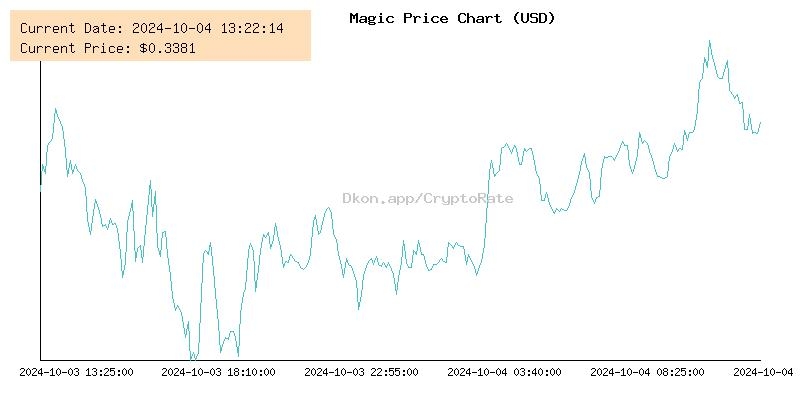 Magic Price Chart (USD)
Current Date: 2024-10-04 13:22:14
Current Price: $0.3381
Dkon.app/CryptoRate
2024-10-03 13:25:00 2024-10-03 18:10:00 2024-10-03 22:55:00 2024-10-04 03:40:00 2024-10-04 08:25:00 2024-10-04